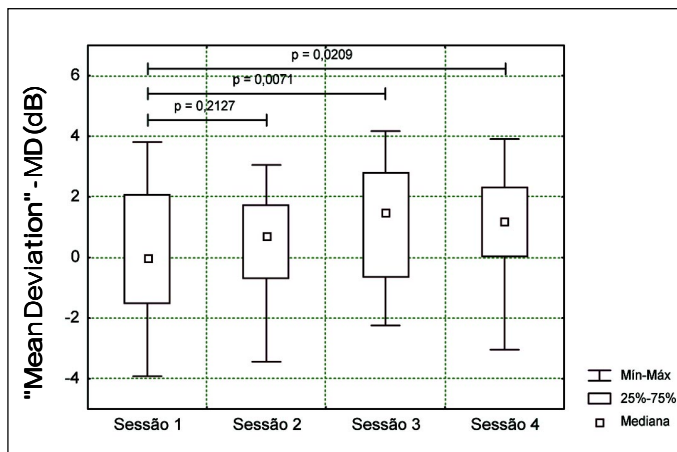 "Mean Deviation" - MD (dB)
6
4
2
0
-2
-4
p = 0,0209
p = 0,0071
p = 0,2127
Sessão 1
Sessão 2
Sessão 3
Sessão 4
Mín-Máx
25%-75%
Mediana